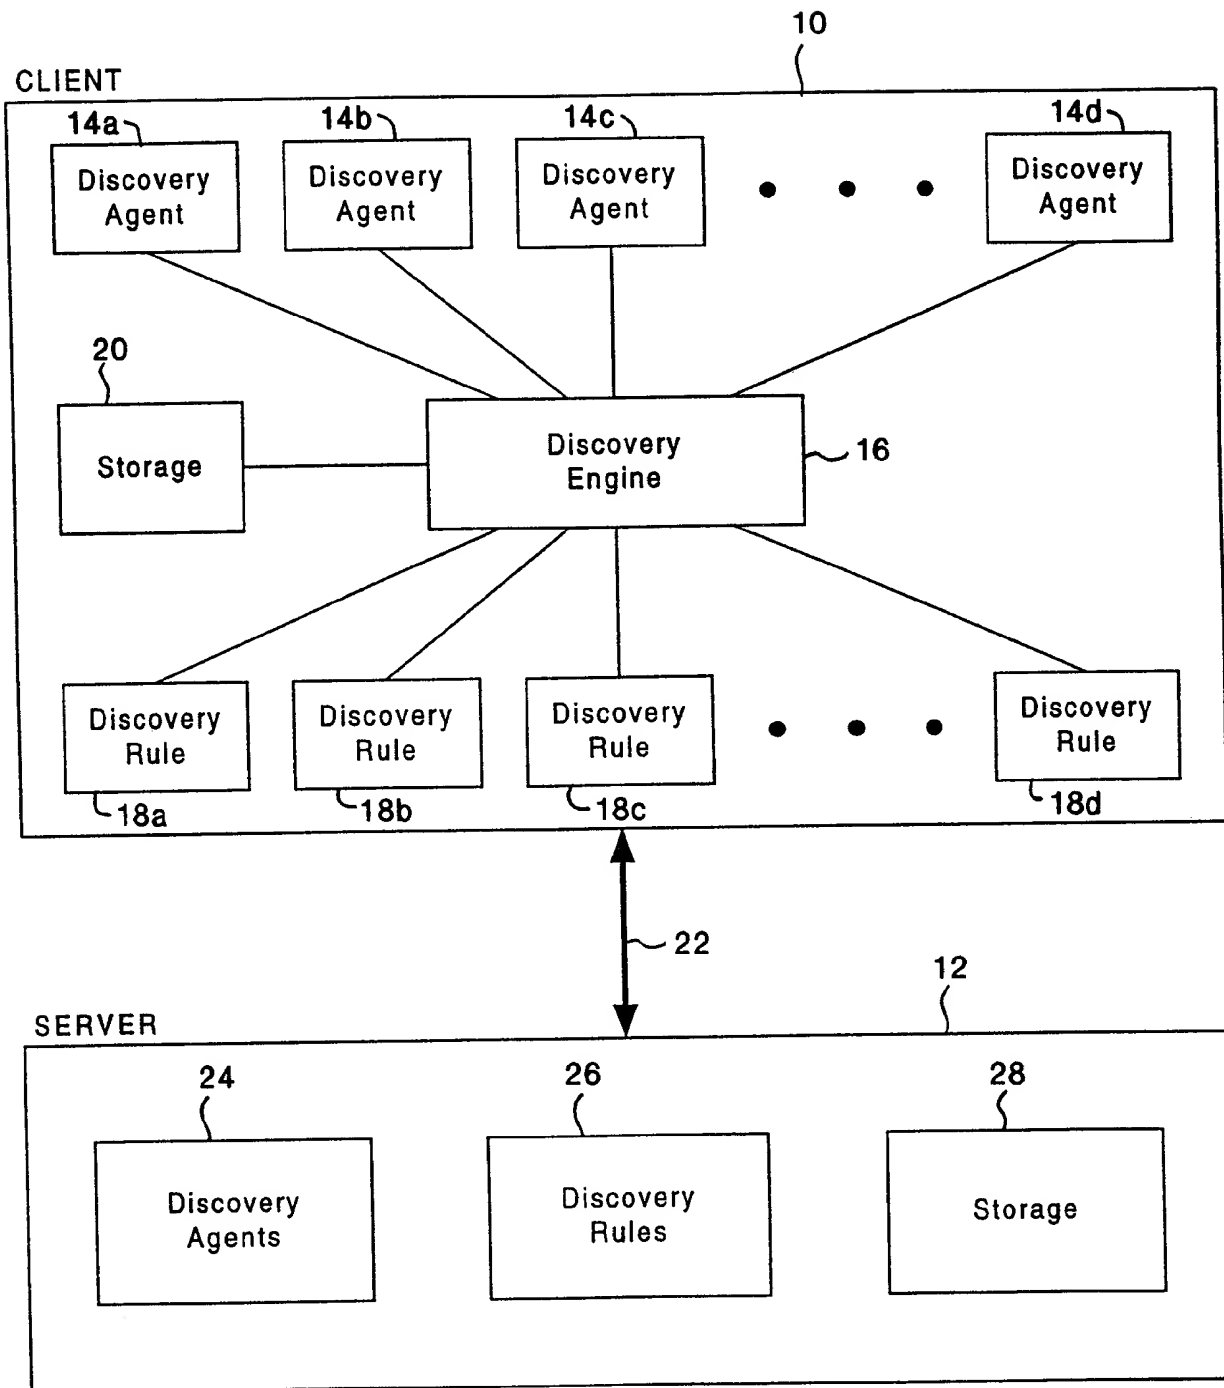 10
CLIENT
14a
14b
14c
14d
Discovery
Agent
Discovery
Agent
Discovery
Agent
Discovery
Agent
20
Storage
Discovery
Engine
16
Discovery
Rule
Discovery
Rule
Discovery
Rule
Discovery
Rule
18a
18b
18c
18d
22
12
SERVER
24
26
28
Discovery
Agents
Discovery
Rules
Storage